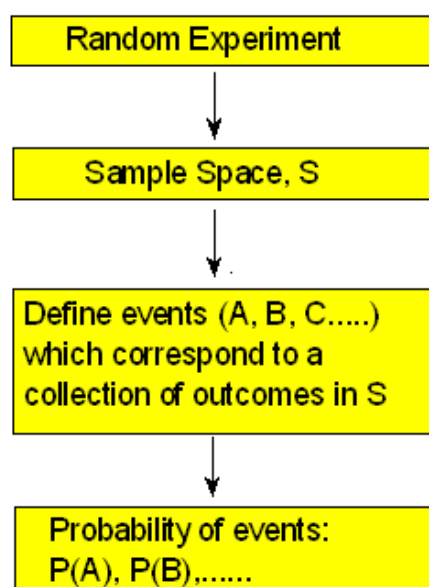 Random Experiment
Sample Space, S
Define events (A, B, C.....)
which correspond to a
collection of outcomes in S
Probability of events:
P(A), P(B),......